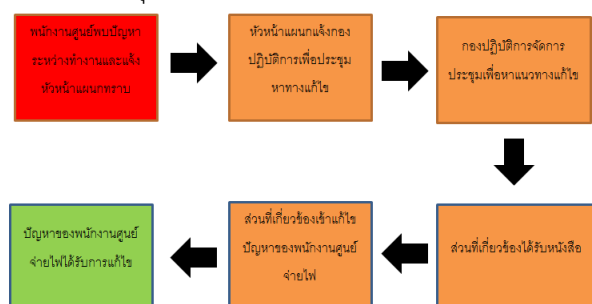 พนักงานศูนย์พบปัญหา
ระหว่างทำงานและแจ้ง
หัวหน้าแผนกทราบ
หัวหน้าแผนกแจ้งกอง
ปฏิบัติการเพื่อประชุม
หาทางแก้ไข
กองปฏิบัติการจัดการ
ประชุมเพื่อหาแนวทางแก้ไข
ส่วนที่เกี่ยวข้องได้รับหนังสือ
ส่วนที่เกี่ยวข้องเข้าแก้ไข
ปัญหาของพนักงานศูนย์
จ่ายไฟ
ปัญหาของพนักงานศูนย์
จ่ายไฟได้รับการแก้ไข